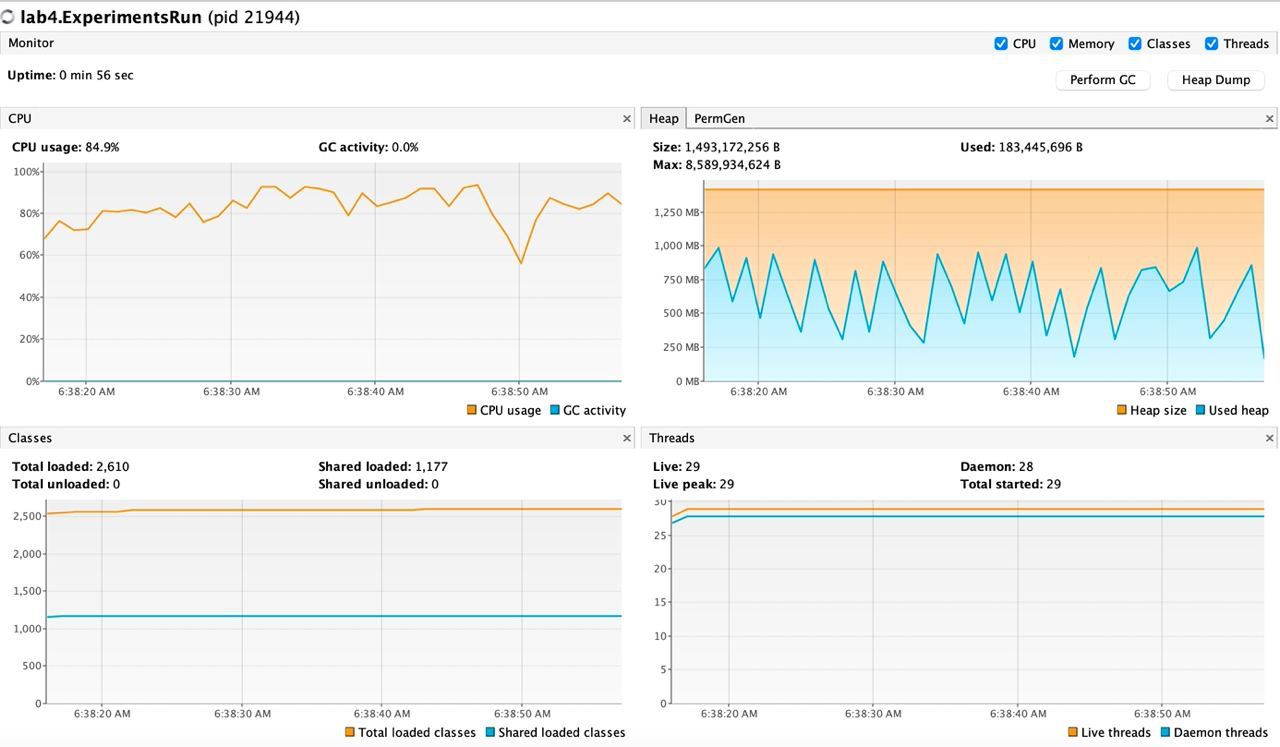 lab4.ExperimentsRun (pid 21944)
Monitor
CPU Memory Classes Threads
Uptime: 0 min 56 sec
Perform GC Heap Dump
CPU
CPU usage: 84.9% GC activity: 0.0%
100%
80%
60%
40%
20%
0%
6:38:20 AM 6:38:30 AM 6:38:40 AM 6:38:50 AM
CPU usage GC activity
Heap PermGen
Size: 1,493,172,256 B Used: 183,445,696 B
Max: 8,589,934,624 B
1,250 MB
1,000 MB
750 MB
500 MB
250 MB
0 MB
6:38:20 AM 6:38:30 AM 6:38:40 AM 6:38:50 AM
Heap size Used heap
Classes
Total loaded: 2,610 Shared loaded: 1,177
Total unloaded: 0 Shared unloaded: 0
2,500
2,000
1,500
1,000
500
0
6:38:20 AM 6:38:30 AM 6:38:40 AM 6:38:50 AM
Total loaded classes Shared loaded classes
Threads
Live: 29 Daemon: 28
Live peak: 29 Total started: 29
30
25
20
15
10
5
0
6:38:20 AM 6:38:30 AM 6:38:40 AM 6:38:50 AM
Live threads Daemon threads